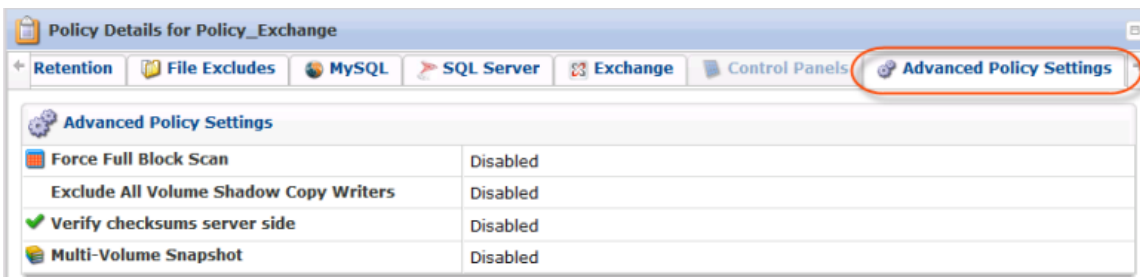 Policy Details for Policy_Exchange
Retention File Excludes MySQL SQL Server Exchange Control Panels Advanced Policy Settings
Advanced Policy Settings
Force Full Block Scan Disabled
Exclude All Volume Shadow Copy Writers Disabled
Verify checksums server side Disabled
Multi-Volume Snapshot Disabled